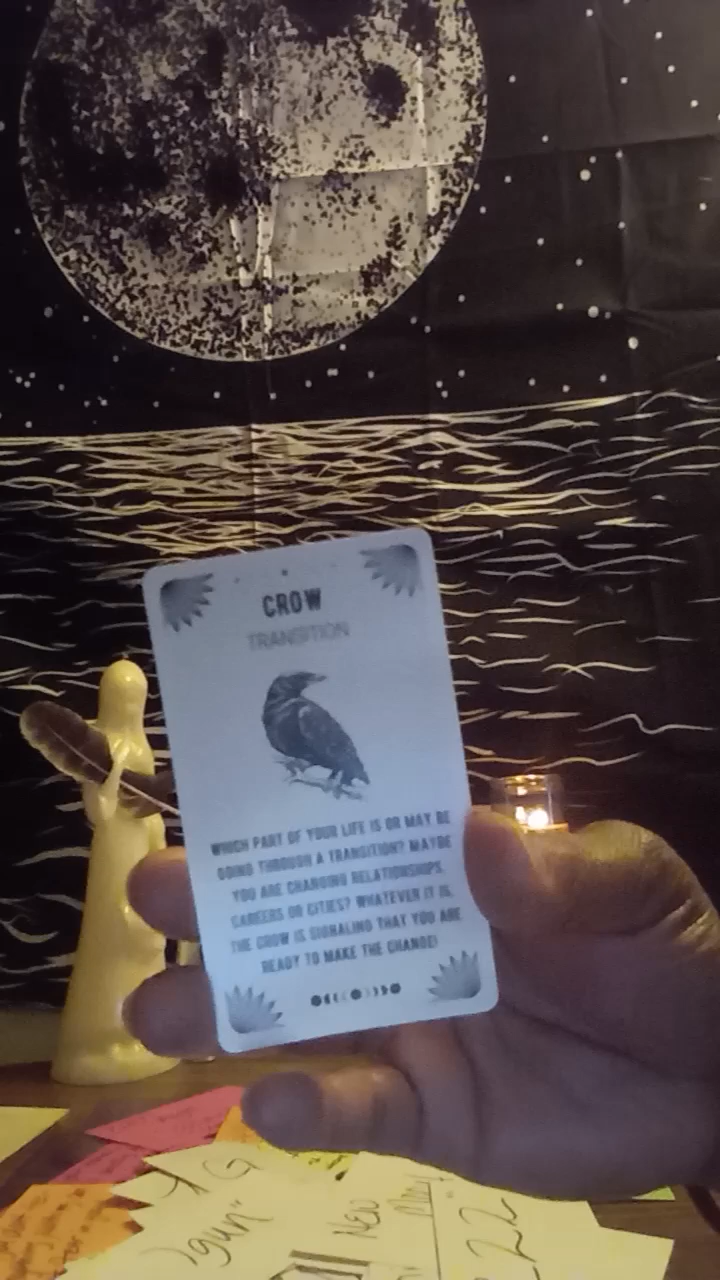 CROW
TRANSITION
WHICH PART OF YOUR LIFE IS OR MAY BE
GOING THROUGH A TRANSITION? MAYBE
YOU ARE CHANGING RELATIONSHIPS,
CAREERS OR CITIES? WHATEVER IT IS,
THE CROW IS SIGNALING THAT YOU ARE
READY TO MAKE THE CHANGE!
New
22